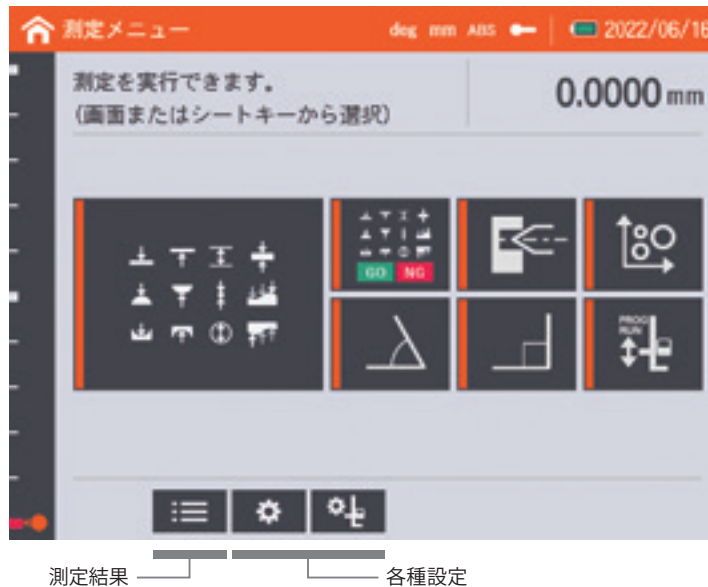 測定メニュー
deg mm ABS 2022/06/16
測定を実行できます。
(画面またはシートキーから選択)
0.0000 mm
GO NG
PROG
RUN
測定結果
各種設定